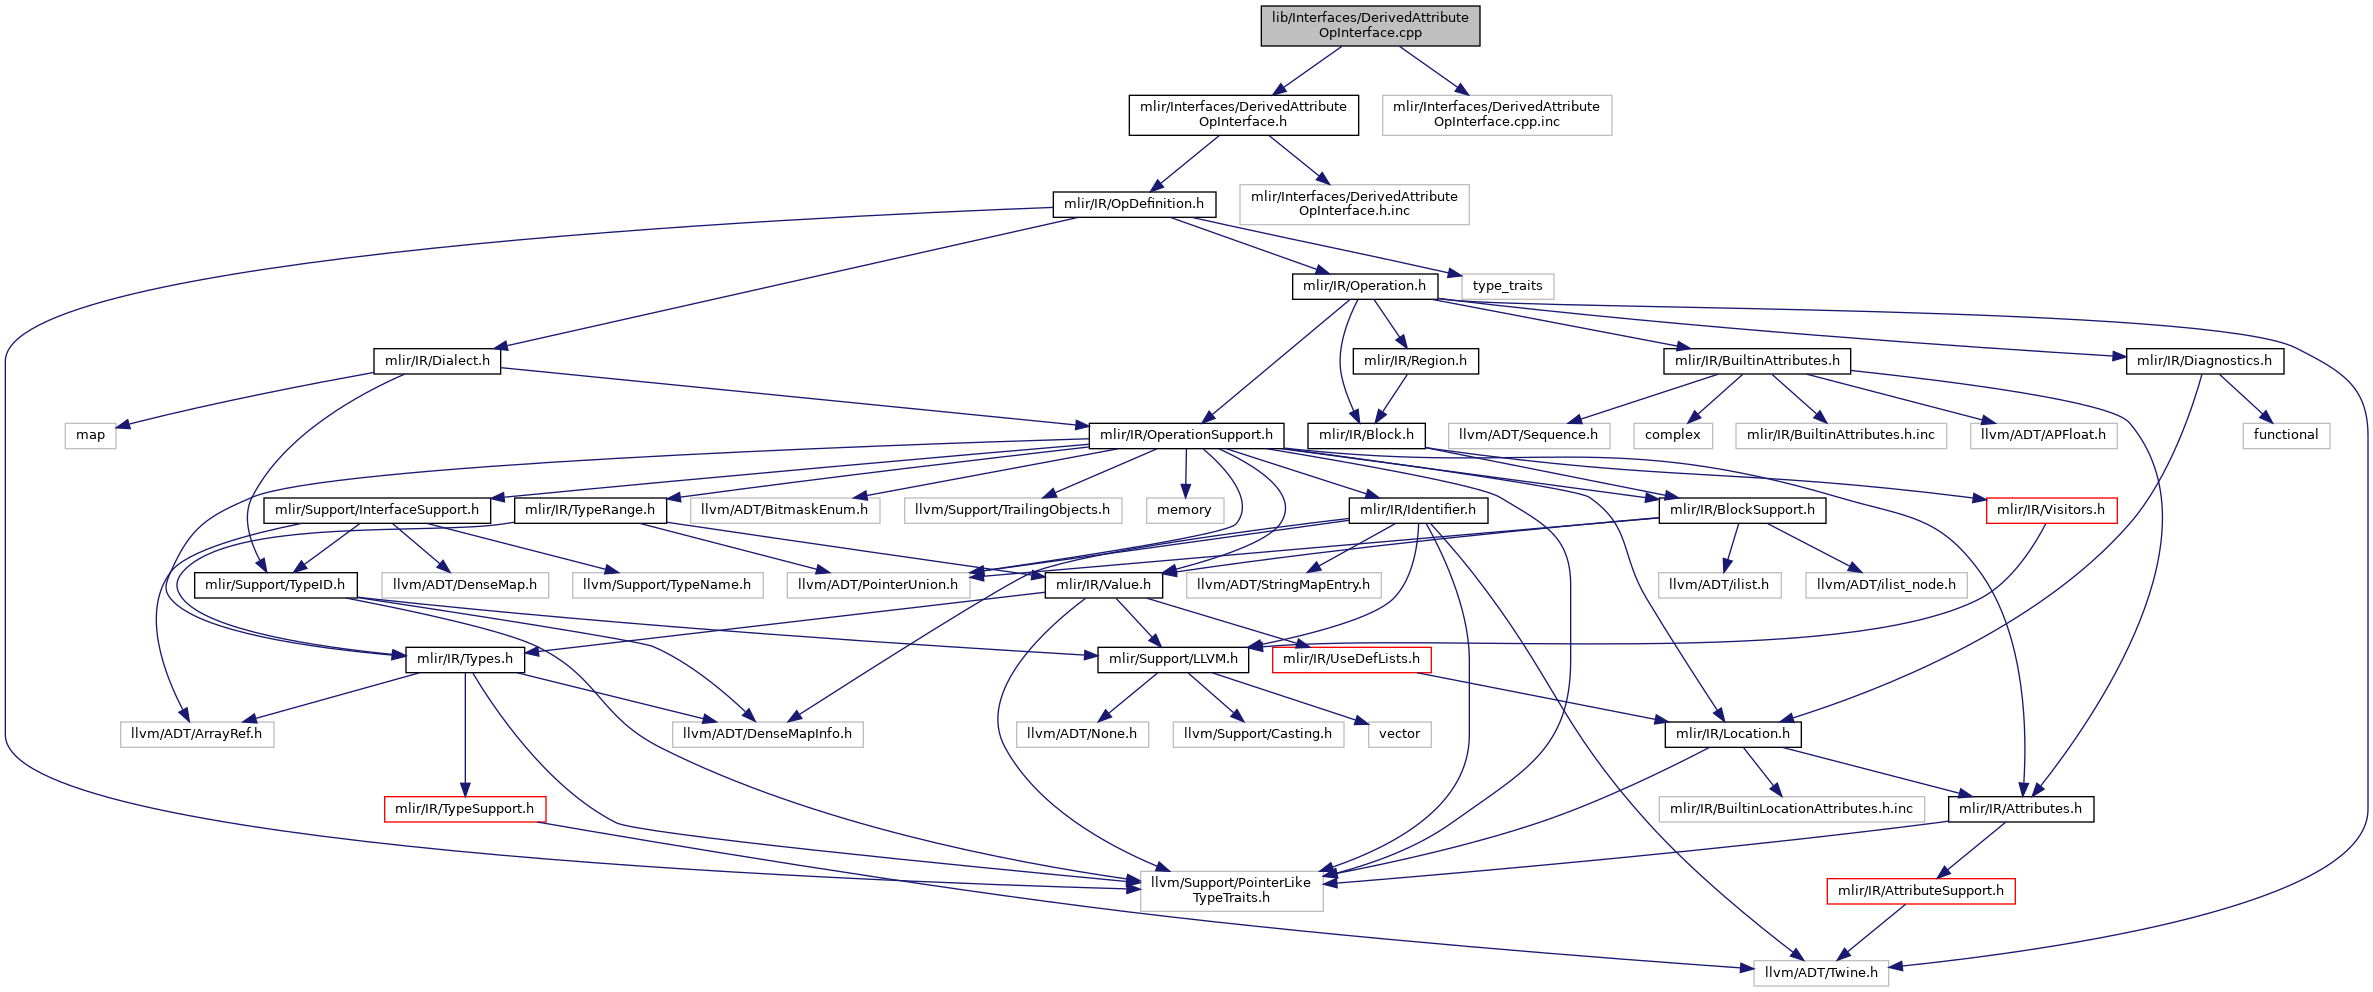 lib/Interfaces/DerivedAttribute
OpInterface.cpp
mlir/Interfaces/DerivedAttribute
OpInterface.h
mlir/Interfaces/DerivedAttribute
OpInterface.cpp.inc
mlir/IR/OpDefinition.h
mlir/Interfaces/DerivedAttribute
OpInterface.h.inc
mlir/IR/Operation.h
type_traits
mlir/IR/Dialect.h
mlir/IR/Region.h
mlir/IR/BuiltinAttributes.h
mlir/IR/Diagnostics.h
map
mlir/IR/OperationSupport.h
mlir/IR/Block.h
llvm/ADT/Sequence.h
complex
mlir/IR/BuiltinAttributes.h.inc
llvm/ADT/APFloat.h
functional
mlir/Support/InterfaceSupport.h
mlir/IR/TypeRange.h
llvm/ADT/BitmaskEnum.h
llvm/Support/TrailingObjects.h
memory
mlir/IR/Identifier.h
mlir/IR/BlockSupport.h
mlir/IR/Visitors.h
mlir/Support/TypeID.h
llvm/ADT/DenseMap.h
llvm/Support/TypeName.h
llvm/ADT/PointerUnion.h
mlir/IR/Value.h
llvm/ADT/StringMapEntry.h
llvm/ADT/ilist.h
llvm/ADT/ilist_node.h
mlir/IR/Types.h
mlir/Support/LLVM.h
mlir/IR/UseDefLists.h
llvm/ADT/ArrayRef.h
llvm/ADT/DenseMapInfo.h
llvm/ADT/None.h
llvm/Support/Casting.h
vector
mlir/IR/Location.h
mlir/IR/TypeSupport.h
mlir/IR/BuiltinLocationAttributes.h.inc
mlir/IR/Attributes.h
llvm/Support/PointerLike
TypeTraits.h
mlir/IR/AttributeSupport.h
llvm/ADT/Twine.h